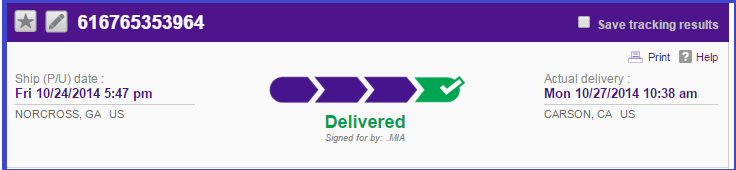 616765353964
Save tracking results
Print
Help
Ship (P/U) date :
Fri 10/24/2014 5:47 pm
NORCROSS, GA US
Delivered
Signed for by: .MIA
Actual delivery :
Mon 10/27/2014 10:38 am
CARSON, CA US